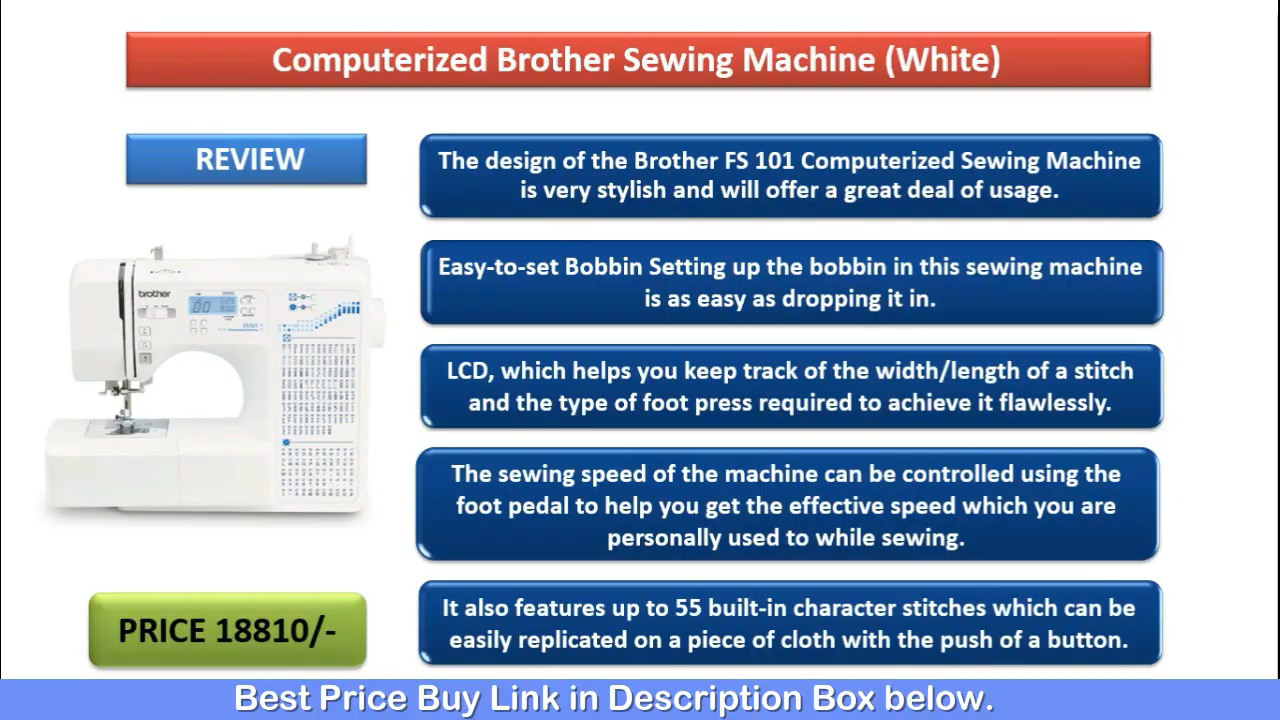 Computerized Brother Sewing Machine (White)
REVIEW
The design of the Brother FS 101 Computerized Sewing Machine
is very stylish and will offer a great deal of usage.
Easy-to-set Bobbin Setting up the bobbin in this sewing machine
is as easy as dropping it in.
LCD, which helps you keep track of the width/length of a stitch
and the type of foot press required to achieve it flawlessly.
The sewing speed of the machine can be controlled using the
foot pedal to help you get the effective speed which you are
personally used to while sewing.
It also features up to 55 built-in character stitches which can be
easily replicated on a piece of cloth with the push of a button.
brother
PRICE 18810/-
Best Price Buy Link in Description Box below.